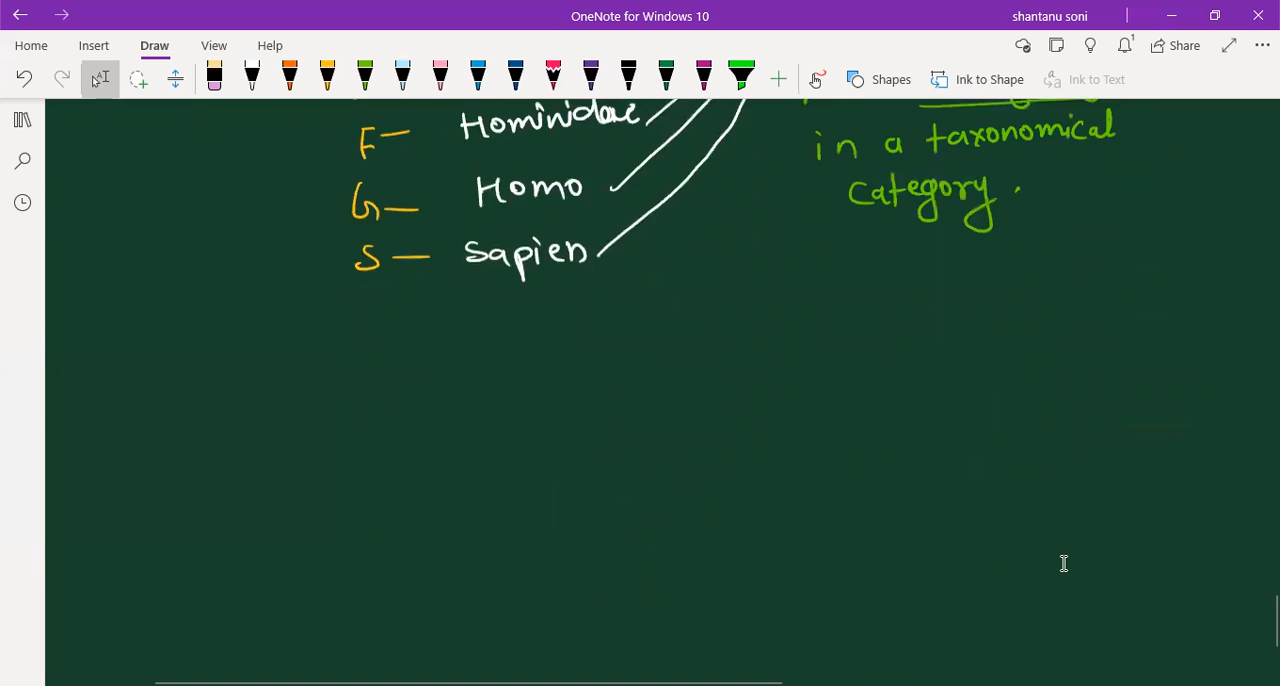 OneNote for Windows 10
shantanu soni
Home Insert Draw View Help
1
Share
Shapes
Ink to Shape
Ink to Text
F — Hominidae
G — Homo
S — Sapien
in a taxonomical
Category.